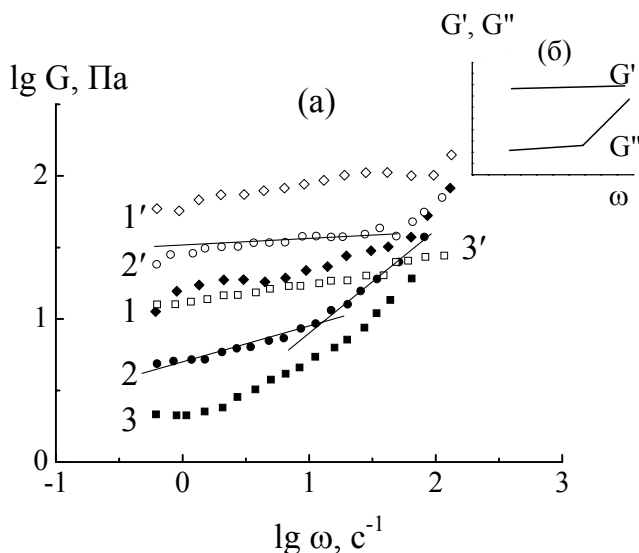 G', G"
(б)
lg G, Па
(а)
G'
G"
ω
2
1'
2'
1
3'
1
2
3
0
-1 0 1 2 3
lg ω, с⁻¹